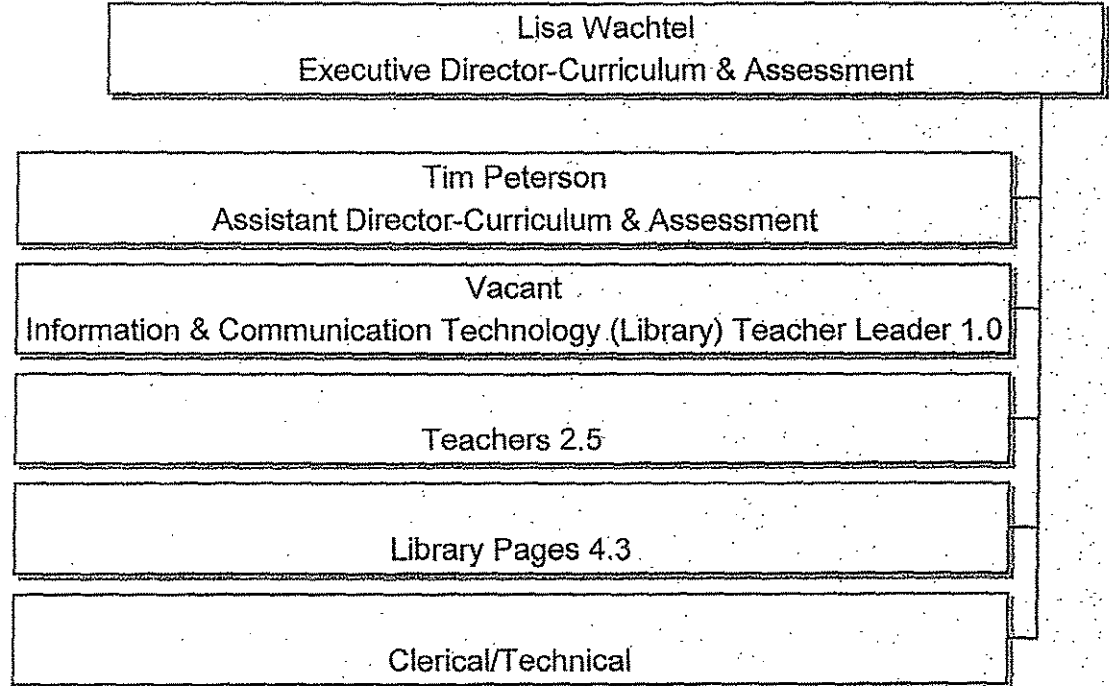 Lisa Wachtel
Executive Director-Curriculum & Assessment
Tim Peterson
Assistant Director-Curriculum & Assessment
Vacant
Information & Communication Technology (Library) Teacher Leader 1.0
Teachers 2.5
Library Pages 4.3
Clerical/Technical